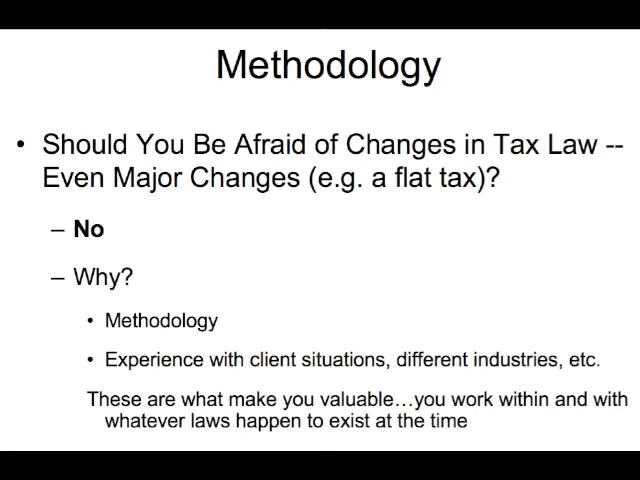 Methodology
• Should You Be Afraid of Changes in Tax Law --
Even Major Changes (e.g. a flat tax)?
– No
– Why?
• Methodology
• Experience with client situations, different industries, etc.
These are what make you valuable…you work within and with
whatever laws happen to exist at the time